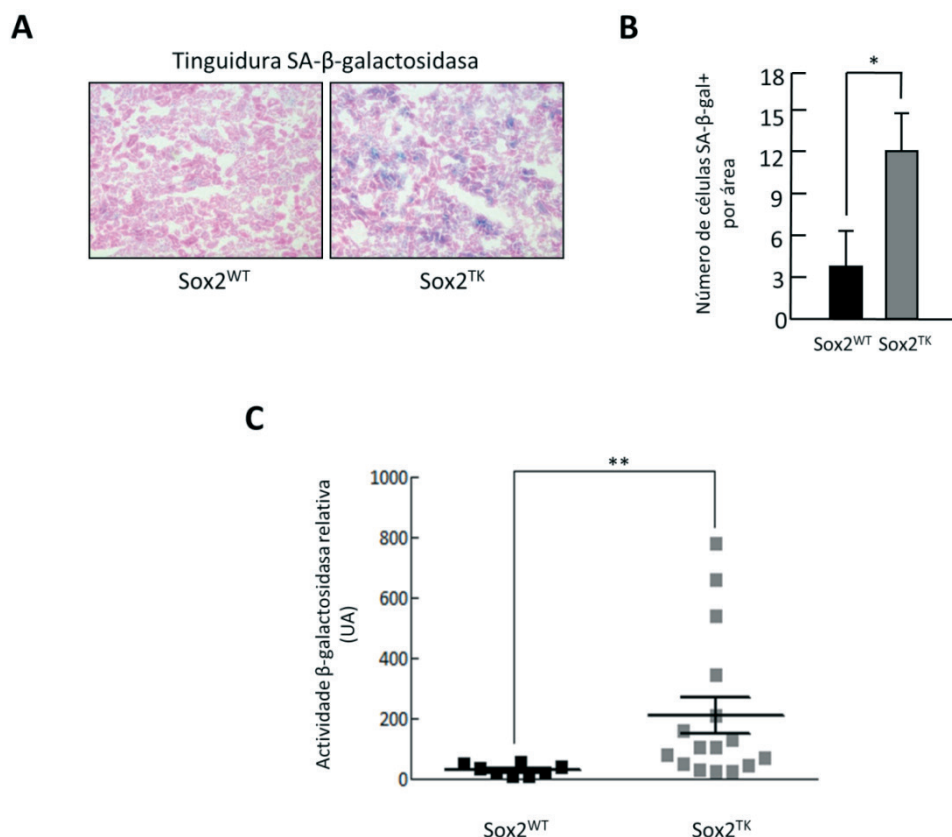 A
Tinguidura SA-β-galactosidasa
Sox2WT
Sox2TK
B
Número de células SA-β-gal+
por área
18
15
12
9
6
3
0
*
Sox2WT
Sox2TK
C
Actividade β-galactosidasa relativa
(UA)
1000
800
600
400
200
0
**
Sox2WT
Sox2TK